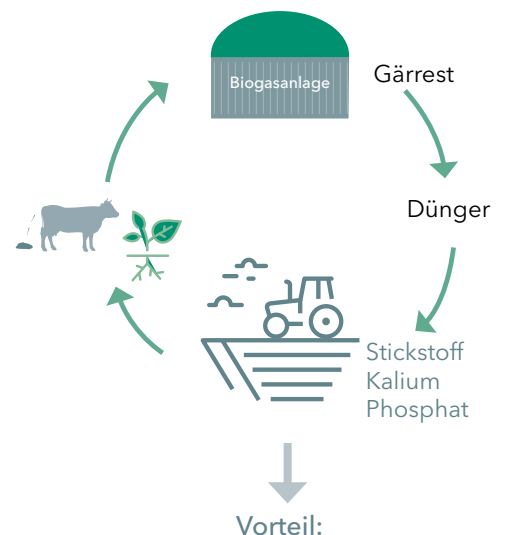 Biogasanlage
Gärrest
Dünger
Stickstoff
Kalium
Phosphat
Vorteil: